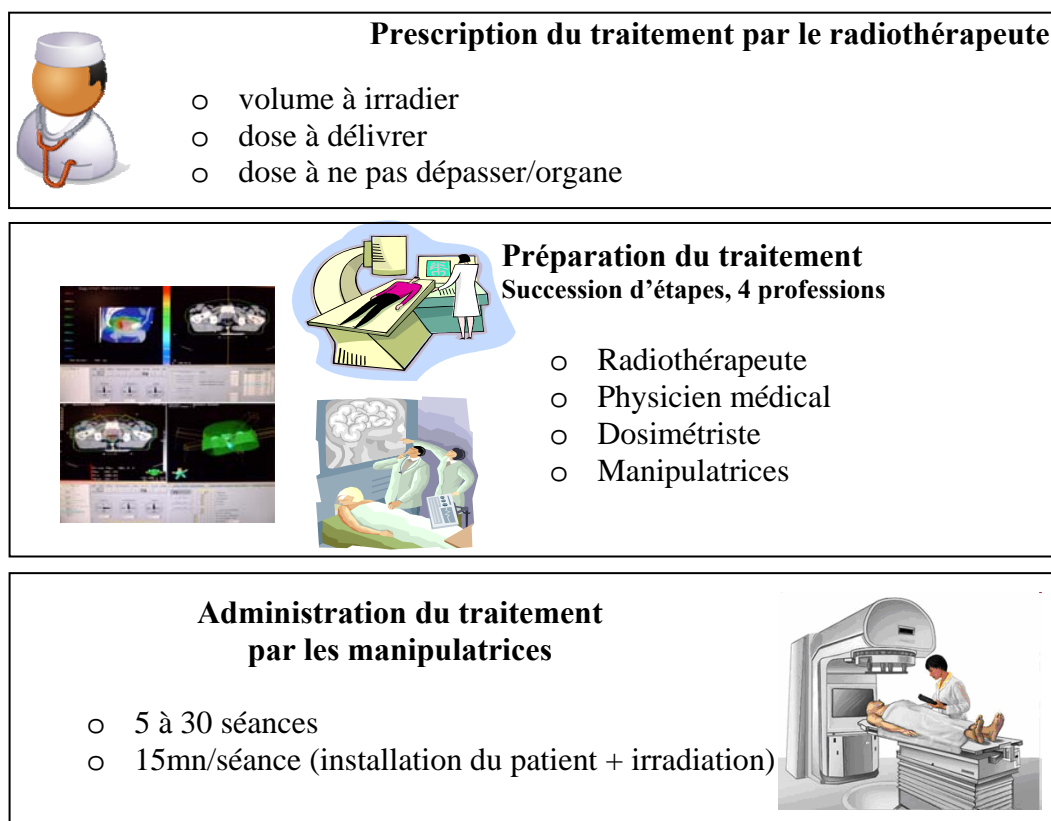 Prescription du traitement par le radiothérapeute
o volume à irradier
o dose à délivrer
o dose à ne pas dépasser/organe
Préparation du traitement
Succession d'étapes, 4 professions
o Radiothérapeute
o Physicien médical
o Dosimétriste
o Manipulatrices
Administration du traitement
par les manipulatrices
o 5 à 30 séances
o 15mn/séance (installation du patient + irradiation)